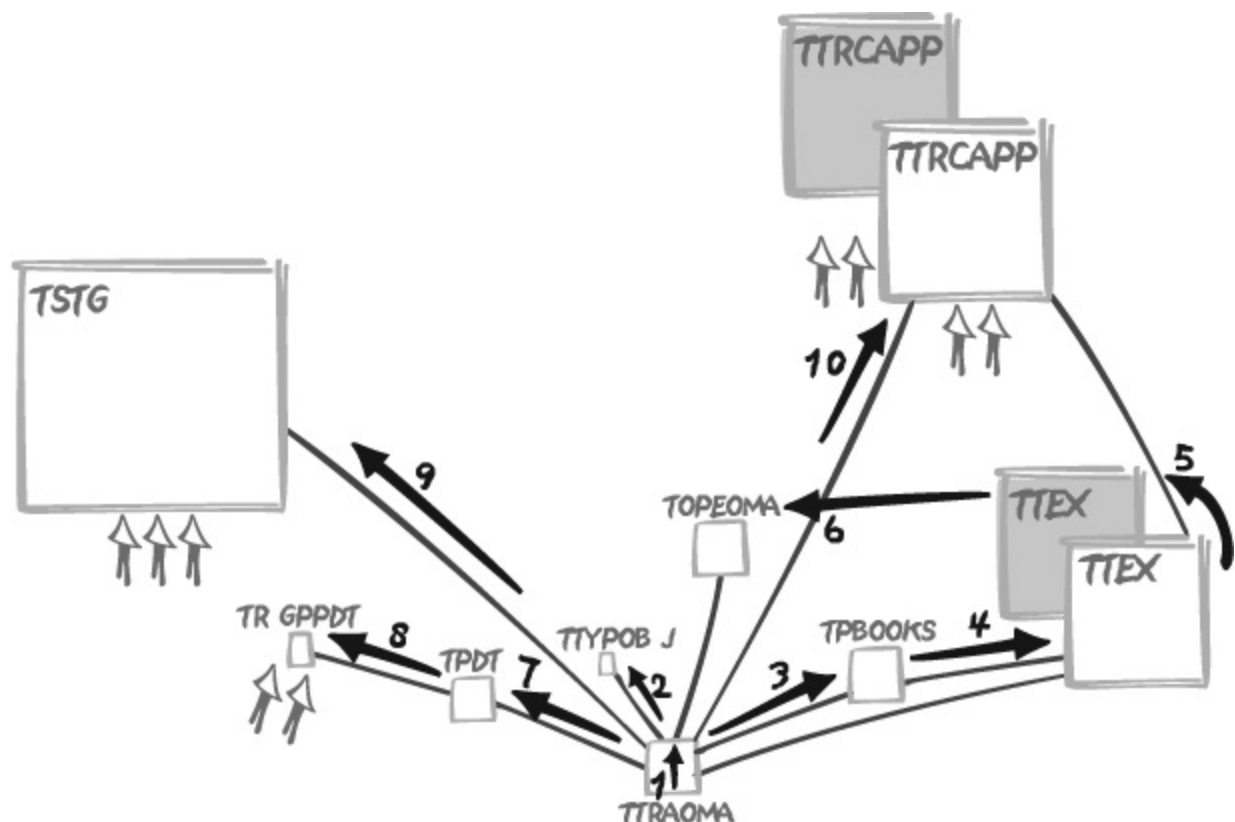 TTRCAPP
TTRCAPP
TSTG
10
5
9
TTEX
TOPEOMA
6
TTEX
TR GPPDT
8
TTYPOB J
TPBOOKS
4
TPDT
7
2
3
1
TTRAOMA